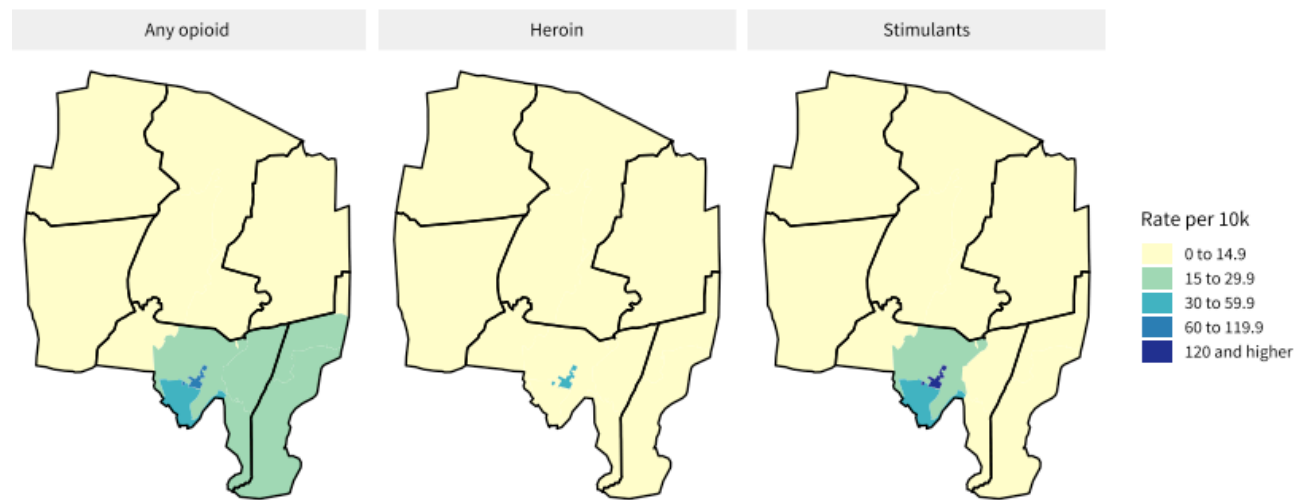 Any opioid
Heroin
Stimulants
Rate per 10k
0 to 14.9
15 to 29.9
30 to 59.9
60 to 119.9
120 and higher